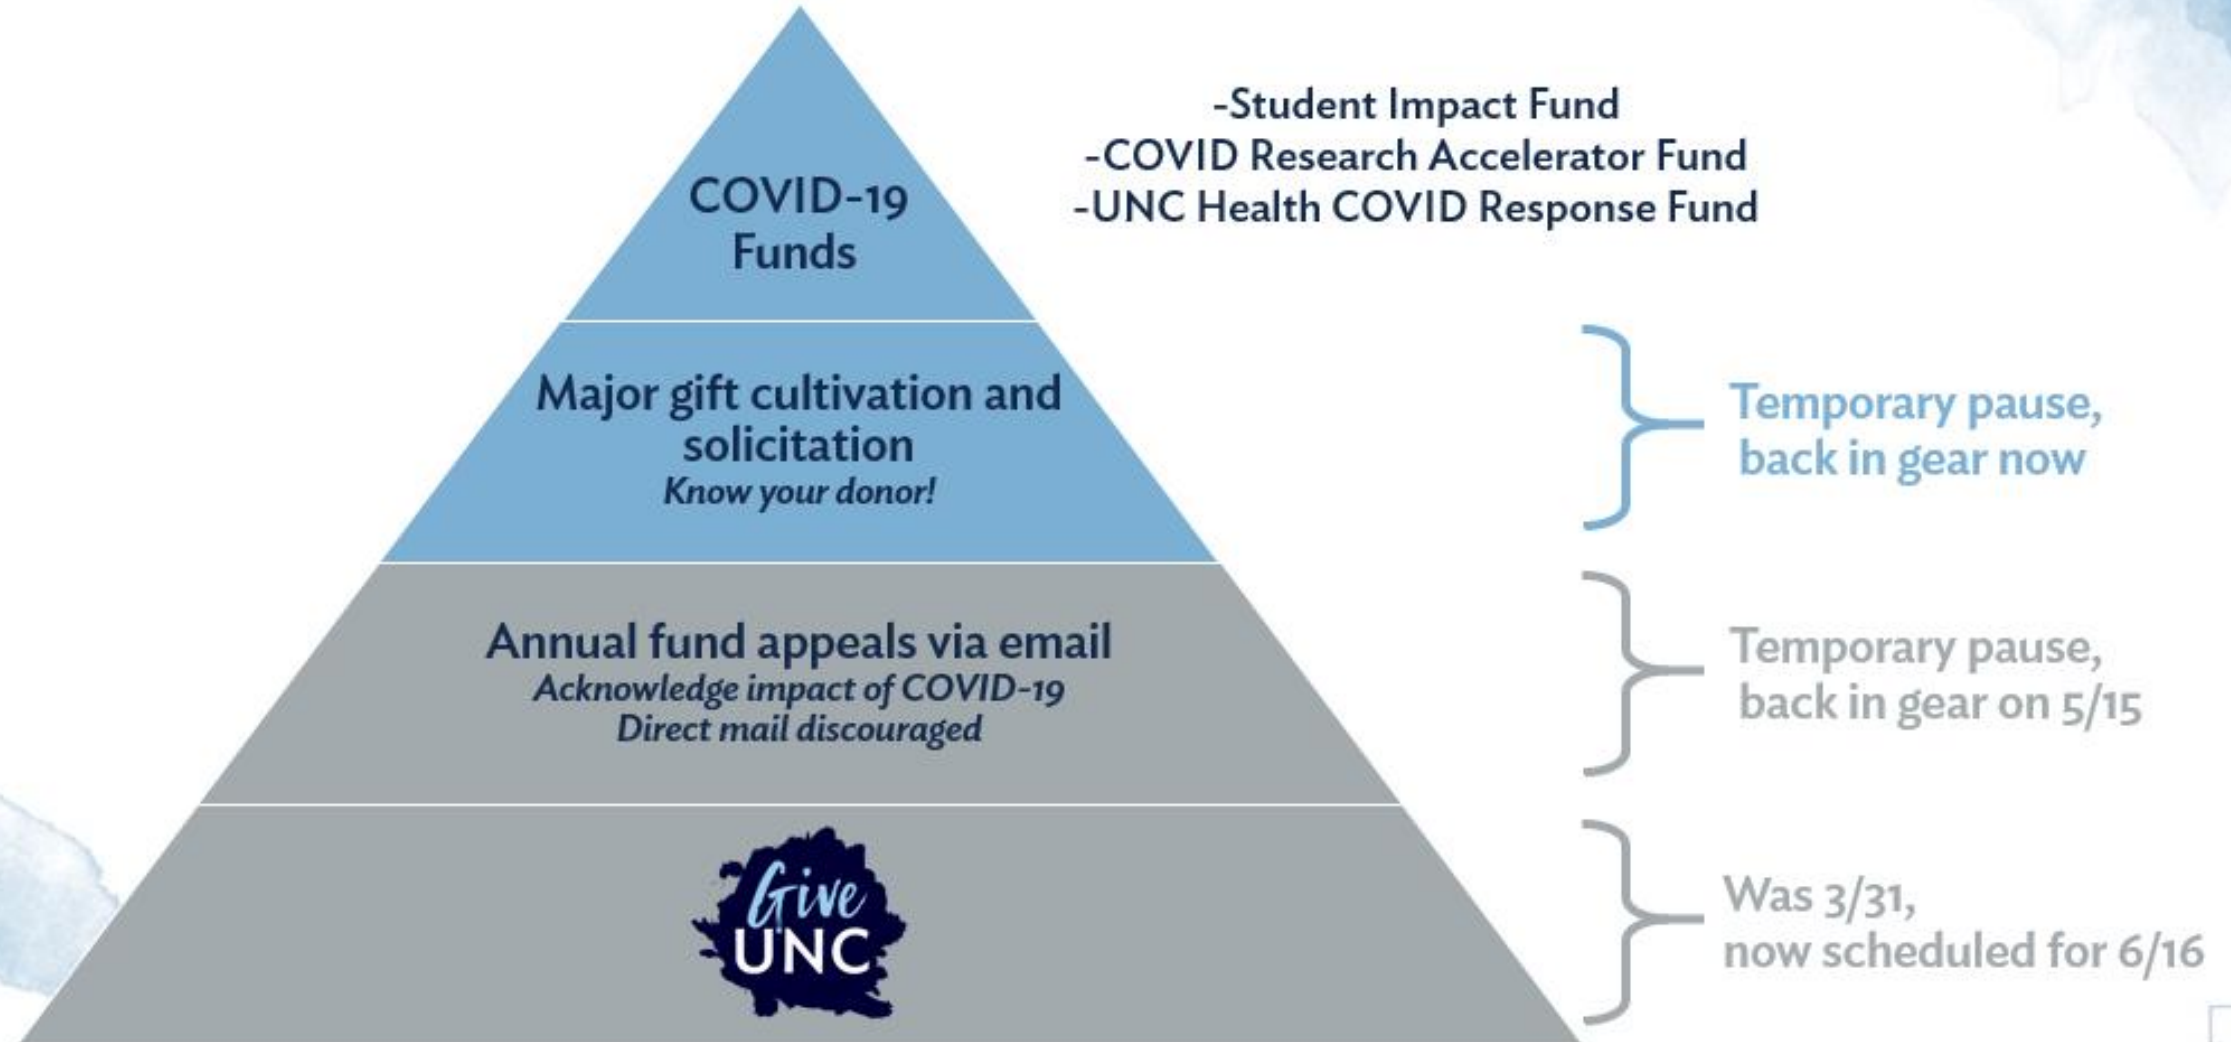 COVID-19
Funds
-Student Impact Fund
-COVID Research Accelerator Fund
-UNC Health COVID Response Fund
Major gift cultivation and
solicitation
Know your donor!
Temporary pause,
back in gear now
Annual fund appeals via email
Acknowledge impact of COVID-19
Direct mail discouraged
Temporary pause,
back in gear on 5/15
Give
UNC
Was 3/31,
now scheduled for 6/16